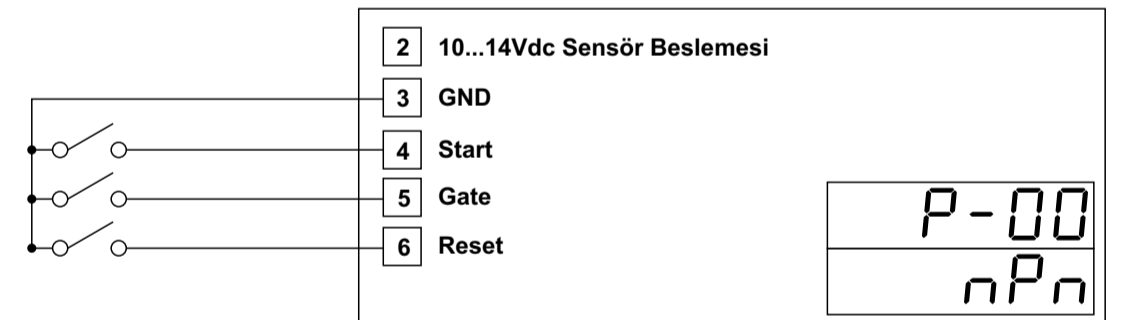 2 10...14Vdc Sensör Beslemesi
3 GND
4 Start
5 Gate
6 Reset
P-00
nPn